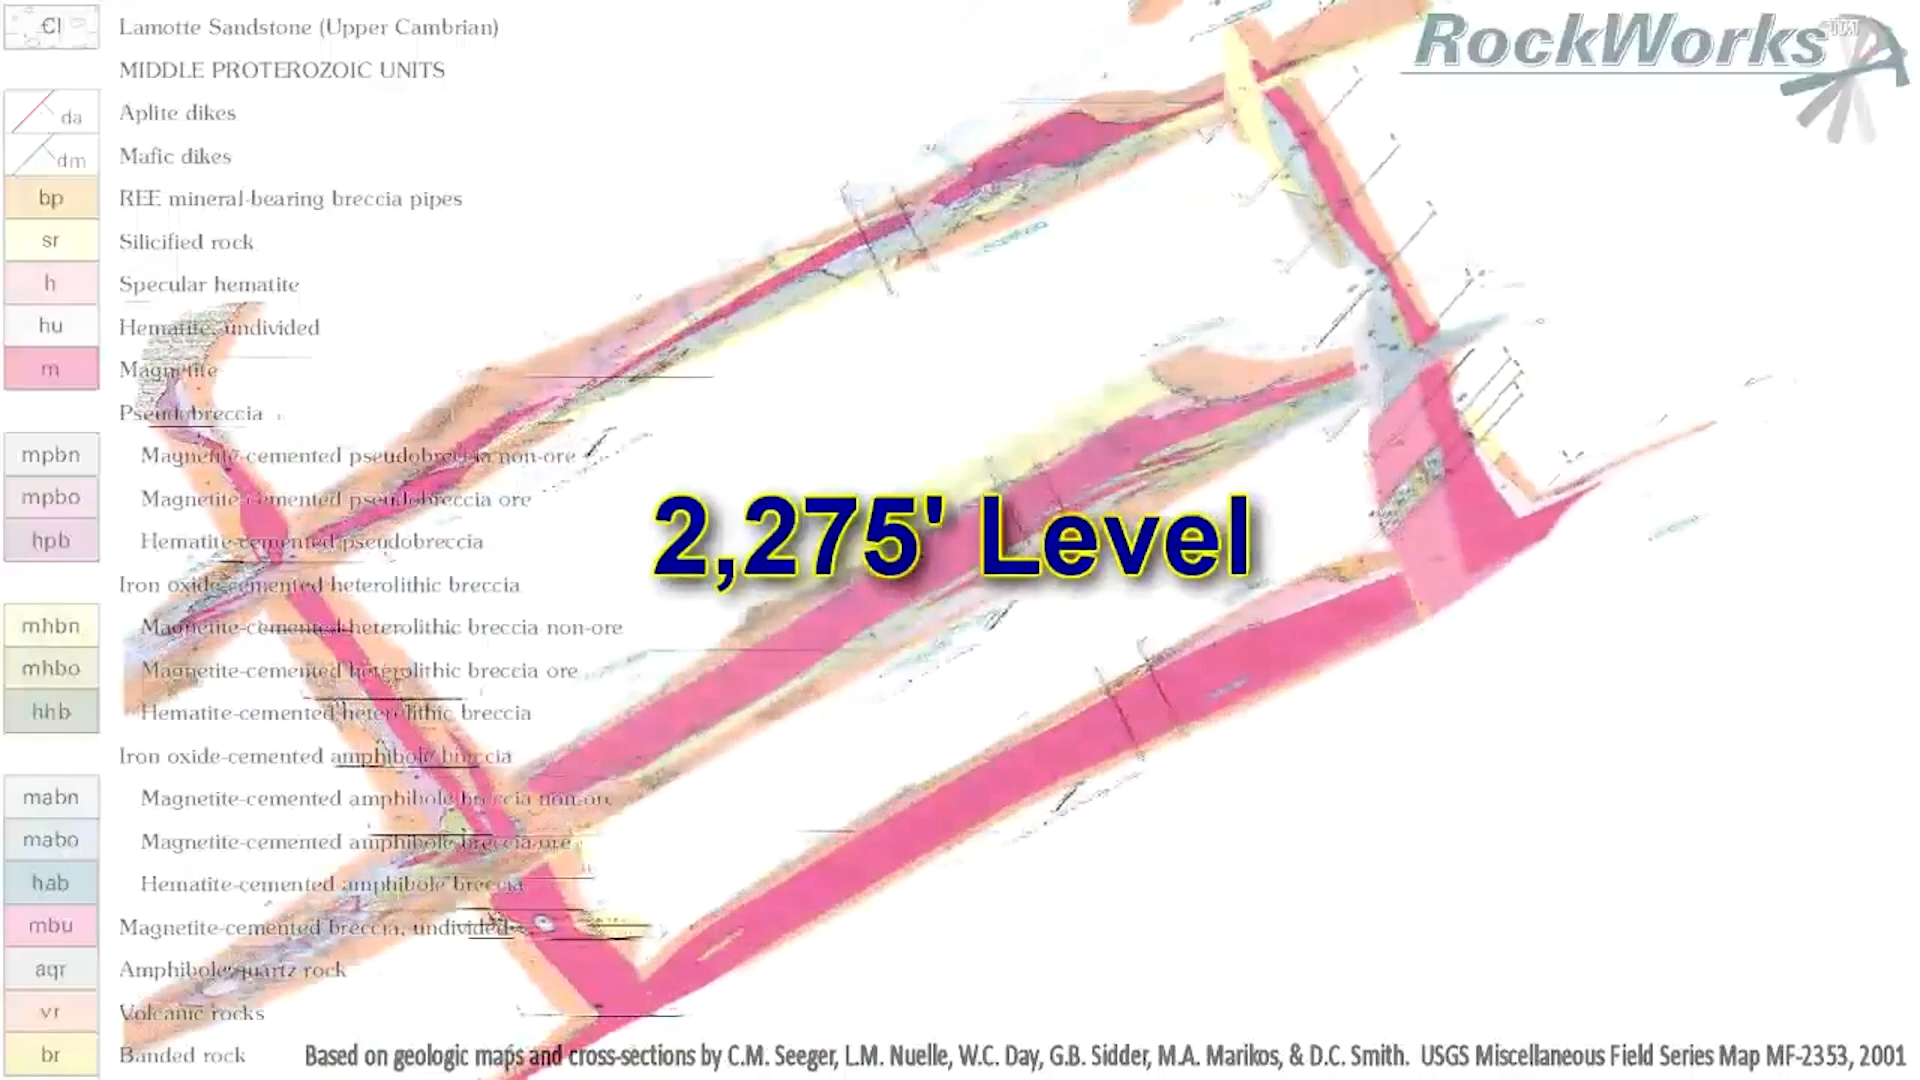 Cl Lamotte Sandstone (Upper Cambrian)
RockWorks™
MIDDLE PROTEROZOIC UNITS
da Aplite dikes
dm Mafic dikes
bp REE mineral-bearing breccia pipes
sr Silicified rock
h Specular hematite
hu Hematite, undivided
m Magnetite
Pseudobreccia
mpbn Magnetite-cemented pseudobreccia non-ore
mpbo Magnetite-cemented pseudobreccia ore
hpb Hematite-cemented pseudobreccia
2,275' Level
Iron oxide-cemented heterolithic breccia
mhbn Magnetite-cemented heterolithic breccia non-ore
mhbo Magnetite-cemented heterolithic breccia ore
hhb Hematite-cemented heterolithic breccia
Iron oxide-cemented amphibole breccia
mabn Magnetite-cemented amphibole breccia non-ore
mabo Magnetite-cemented amphibole breccia ore
hab Hematite-cemented amphibole breccia
mbu Magnetite-cemented breccia, undivided
aqr Amphibole-quartz rock
vr Volcanic rocks
br Banded rock
Based on geologic maps and cross-sections by C.M. Seeger, L.M. Nuelle, W.C. Day, G.B. Sidder, M.A. Marikos, & D.C. Smith. USGS Miscellaneous Field Series Map MF-2353, 2001